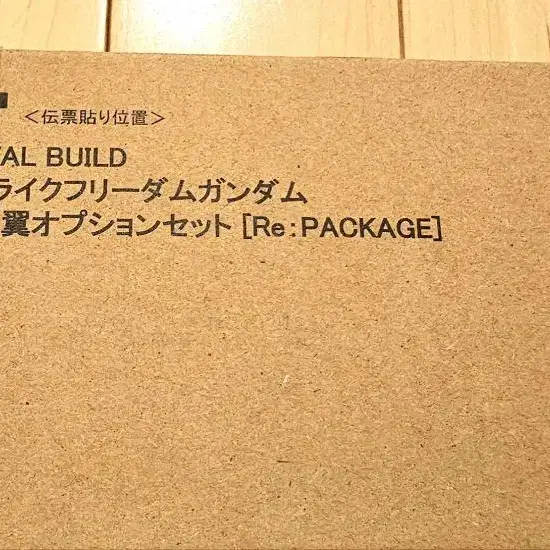 <伝票貼り位置>
AL BUILD
ライクフリーダムガンダム
翼オプションセット [Re:PACKAGE]